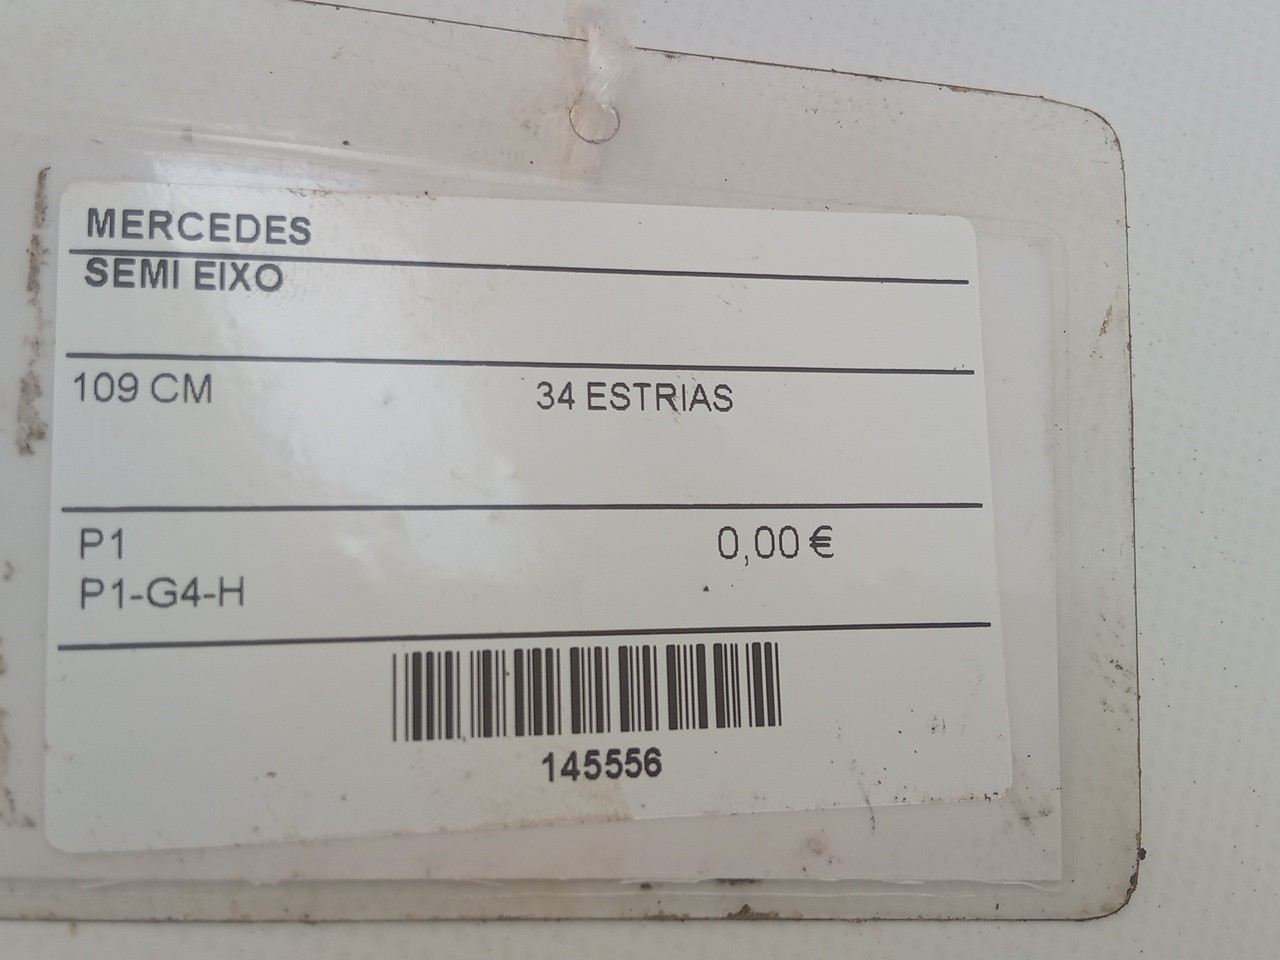 MERCEDES
SEMI EIXO
109 CM 34 ESTRIAS
P1 0,00 €
P1-G4-H
145556